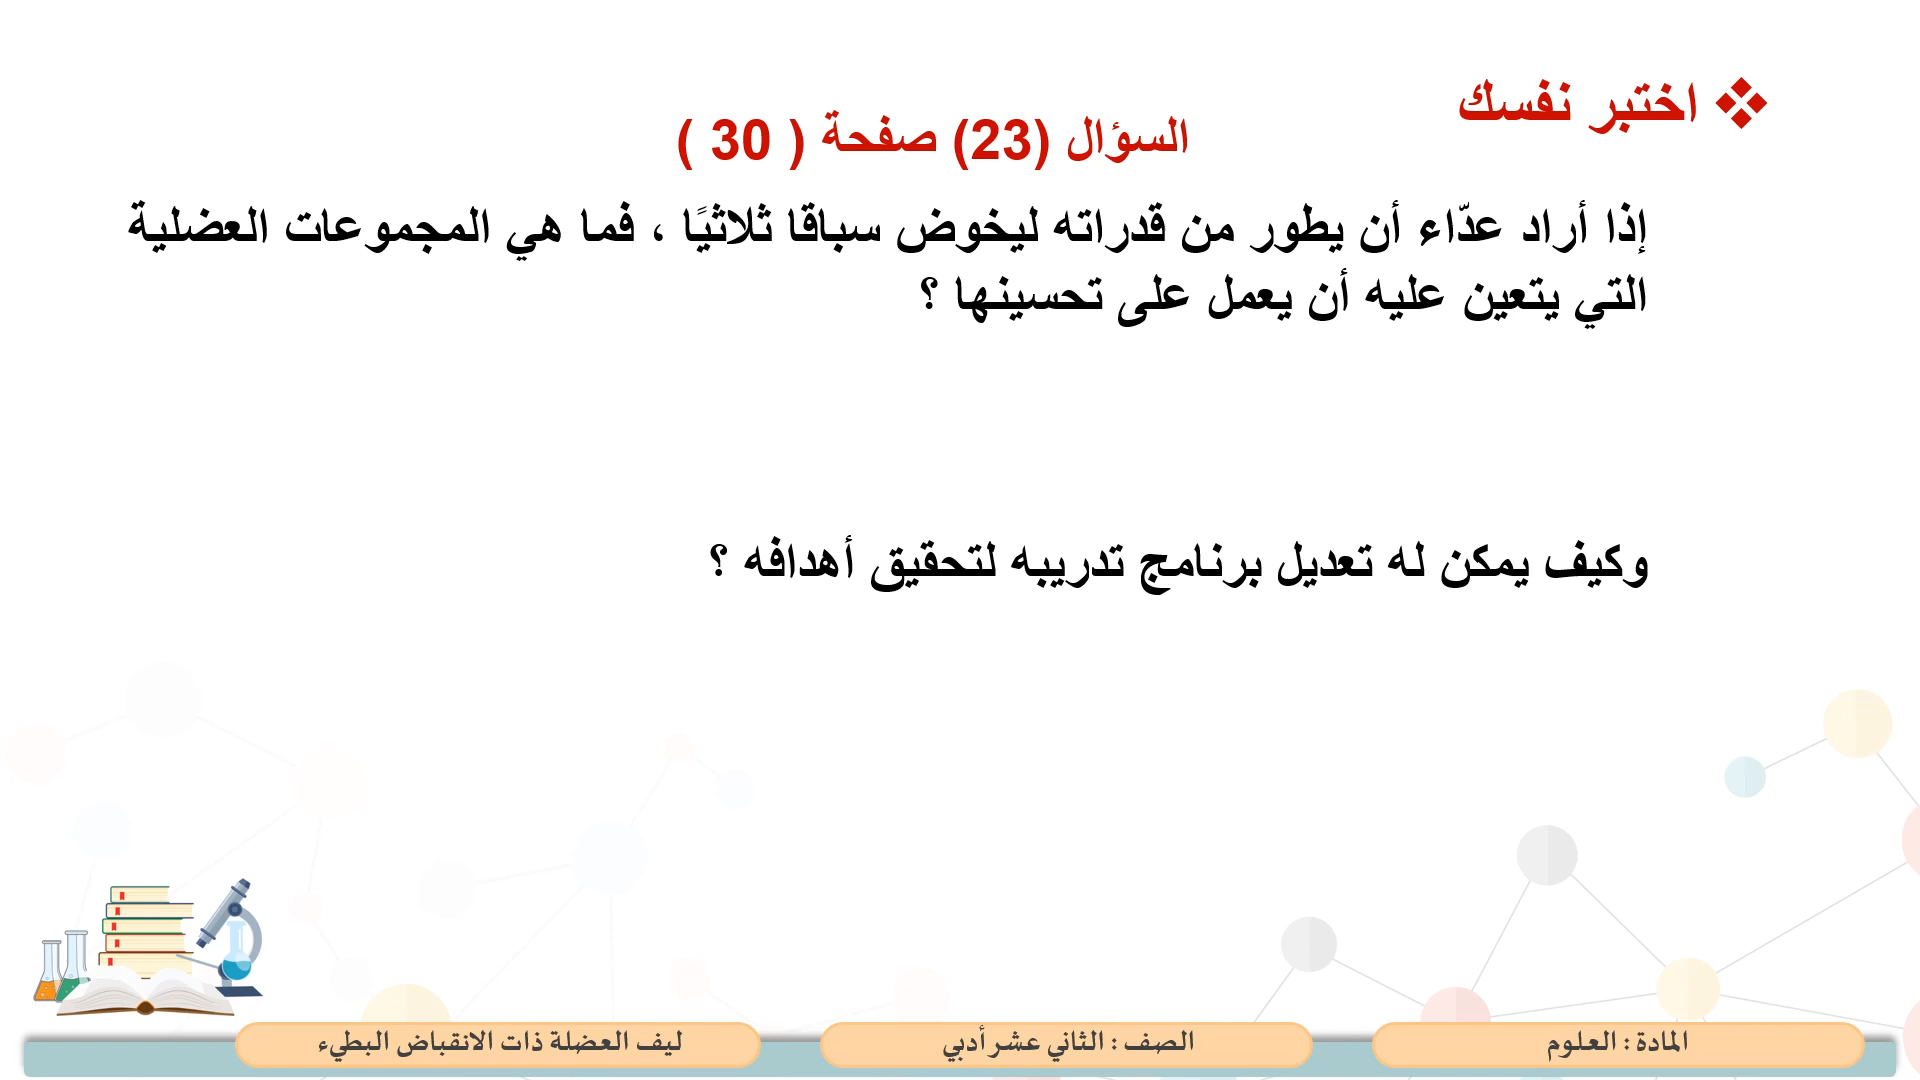 ❖ اختبر نفسك
السؤال (23) صفحة ( 30 )
إذا أراد عدّاء أن يطور من قدراته ليخوض سباقا ثلاثيًا ، فما هي المجموعات العضلية
التي يتعين عليه أن يعمل على تحسينها ؟
وكيف يمكن له تعديل برنامج تدريبه لتحقيق أهدافه ؟
المادة : العلوم
الصف : الثاني عشر أدبي
ليف العضلة ذات الانقباض البطيء